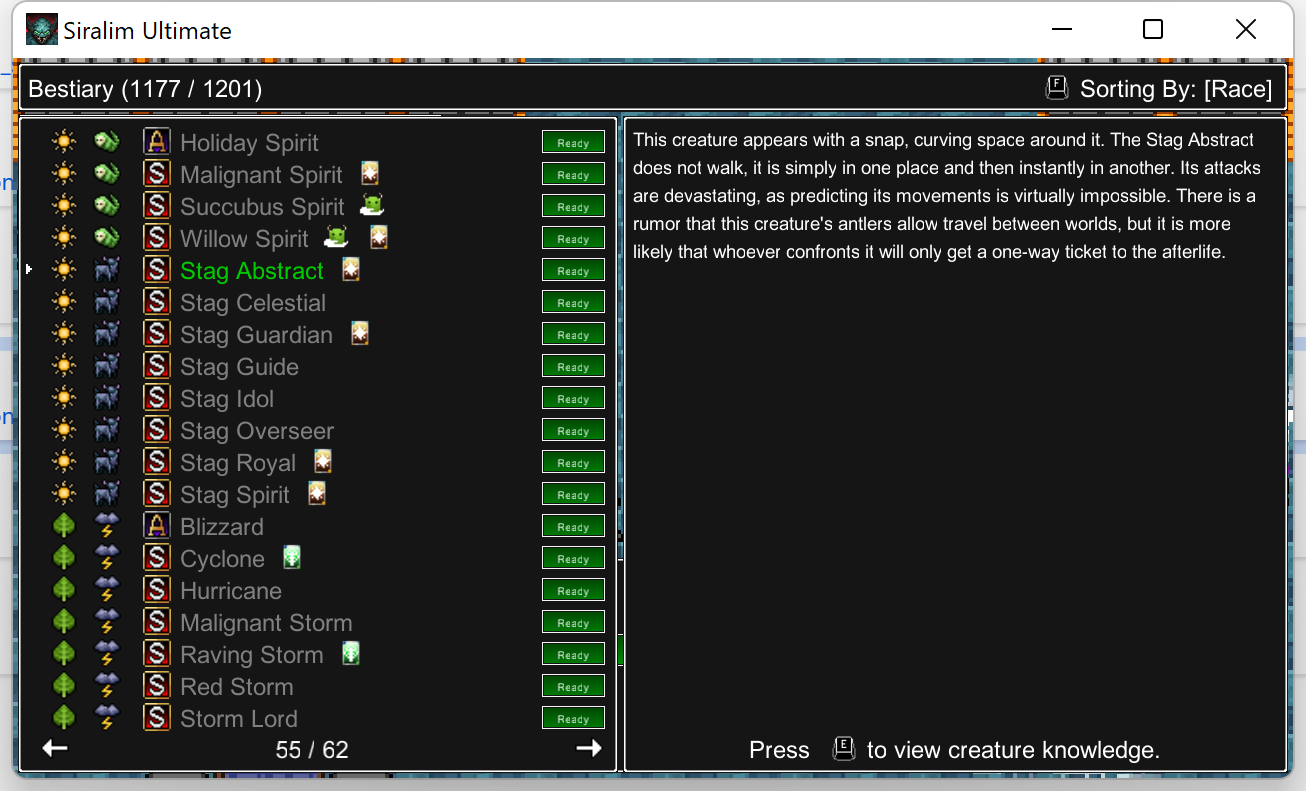 Siralim Ultimate
Bestiary (1177 / 1201)
F Sorting By: [Race]
A Holiday Spirit Ready
S Malignant Spirit Ready
S Succubus Spirit Ready
S Willow Spirit Ready
S Stag Abstract Ready
S Stag Celestial Ready
S Stag Guardian Ready
S Stag Guide Ready
S Stag Idol Ready
S Stag Overseer Ready
S Stag Royal Ready
S Stag Spirit Ready
A Blizzard Ready
S Cyclone Ready
S Hurricane Ready
S Malignant Storm Ready
S Raving Storm Ready
S Red Storm Ready
S Storm Lord Ready
55 / 62
This creature appears with a snap, curving space around it. The Stag Abstract
does not walk, it is simply in one place and then instantly in another. Its attacks
are devastating, as predicting its movements is virtually impossible. There is a
rumor that this creature's antlers allow travel between worlds, but it is more
likely that whoever confronts it will only get a one-way ticket to the afterlife.
Press E to view creature knowledge.
on
on